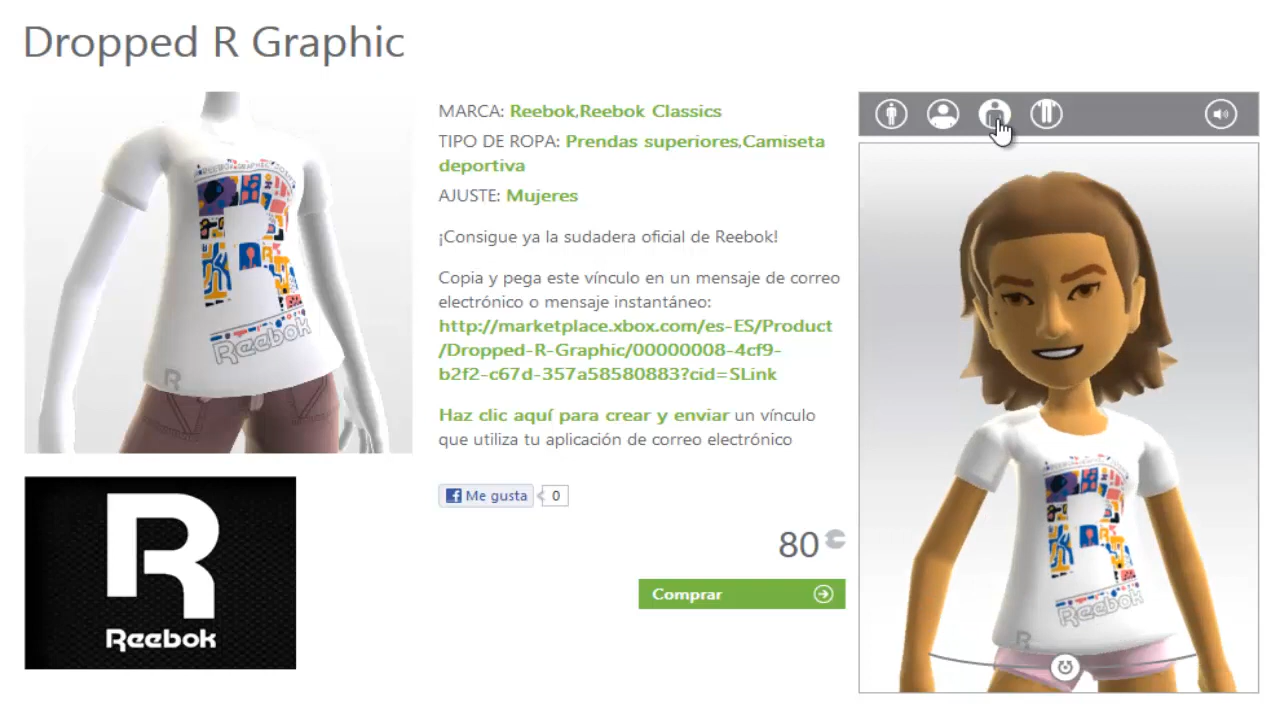 Dropped R Graphic
MARCA: Reebok,Reebok Classics
TIPO DE ROPA: Prendas superiores,Camiseta
deportiva
AJUSTE: Mujeres
¡Consigue ya la sudadera oficial de Reebok!
Copia y pega este vínculo en un mensaje de correo
electrónico o mensaje instantáneo:
http://marketplace.xbox.com/es-ES/Product
/Dropped-R-Graphic/00000008-4cf9-
b2f2-c67d-357a58580883?cid=SLink
Haz clic aquí para crear y enviar un vínculo
que utiliza tu aplicación de correo electrónico
Me gusta 0
80
Comprar
R
Reebok
R
R
Reebok
R
Reebok
R